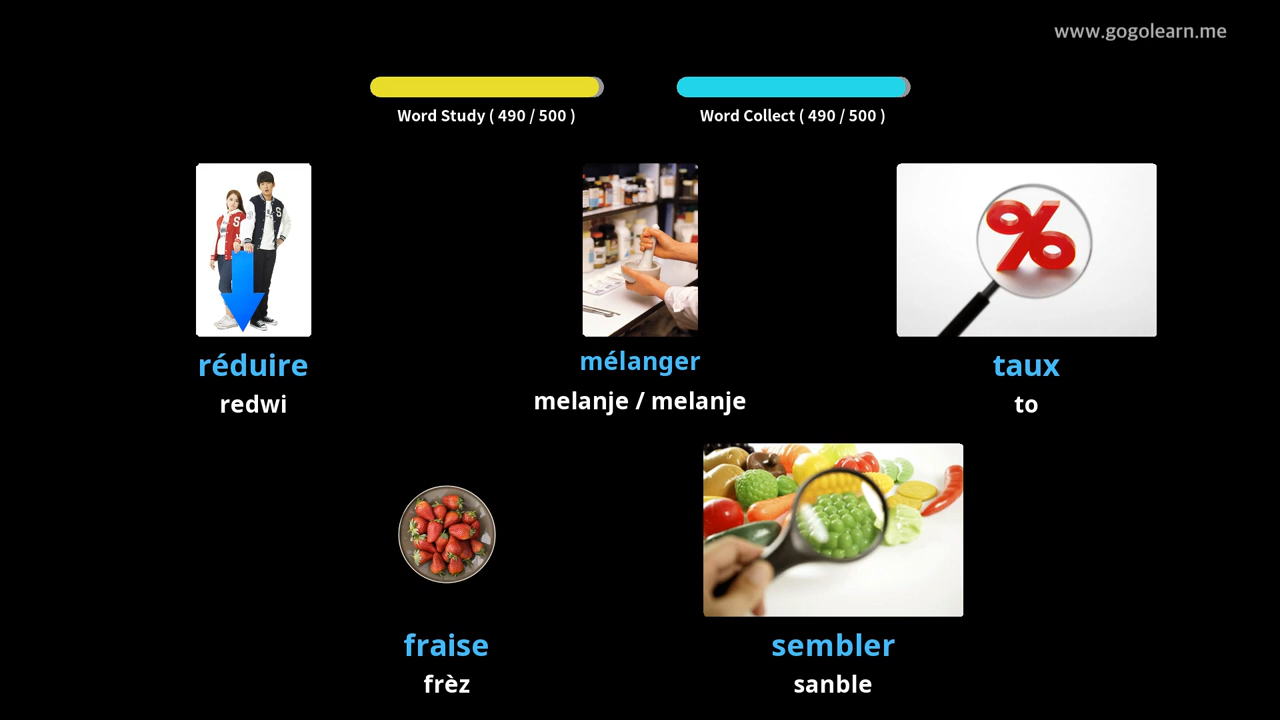 www.gogolearn.me
Word Study ( 490 / 500 )
Word Collect ( 490 / 500 )
S
S
%
réduire
mélanger
taux
redwi
melanje / melanje
to
fraise
sembler
frèz
sanble